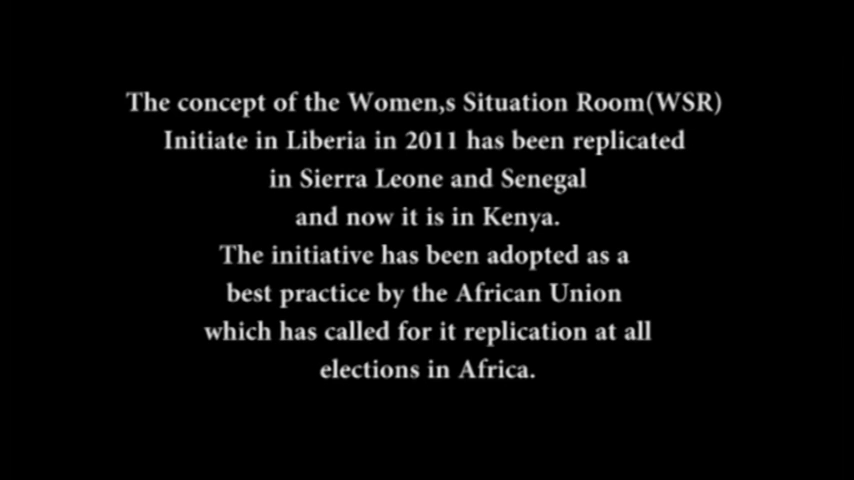 The concept of the Women,s Situation Room(WSR)
Initiate in Liberia in 2011 has been replicated
in Sierra Leone and Senegal
and now it is in Kenya.
The initiative has been adopted as a
best practice by the African Union
which has called for it replication at all
elections in Africa.